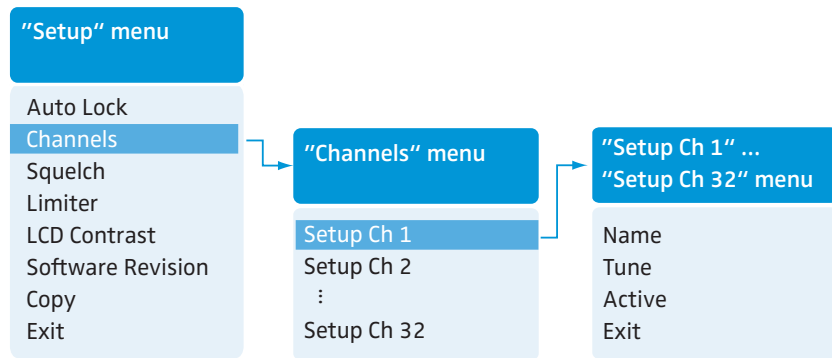 "Setup" menu
Auto Lock
Channels
Squelch
Limiter
LCD Contrast
Software Revision
Copy
Exit
"Channels" menu
Setup Ch 1
Setup Ch 2
⋮
Setup Ch 32
"Setup Ch 1" ...
"Setup Ch 32" menu
Name
Tune
Active
Exit